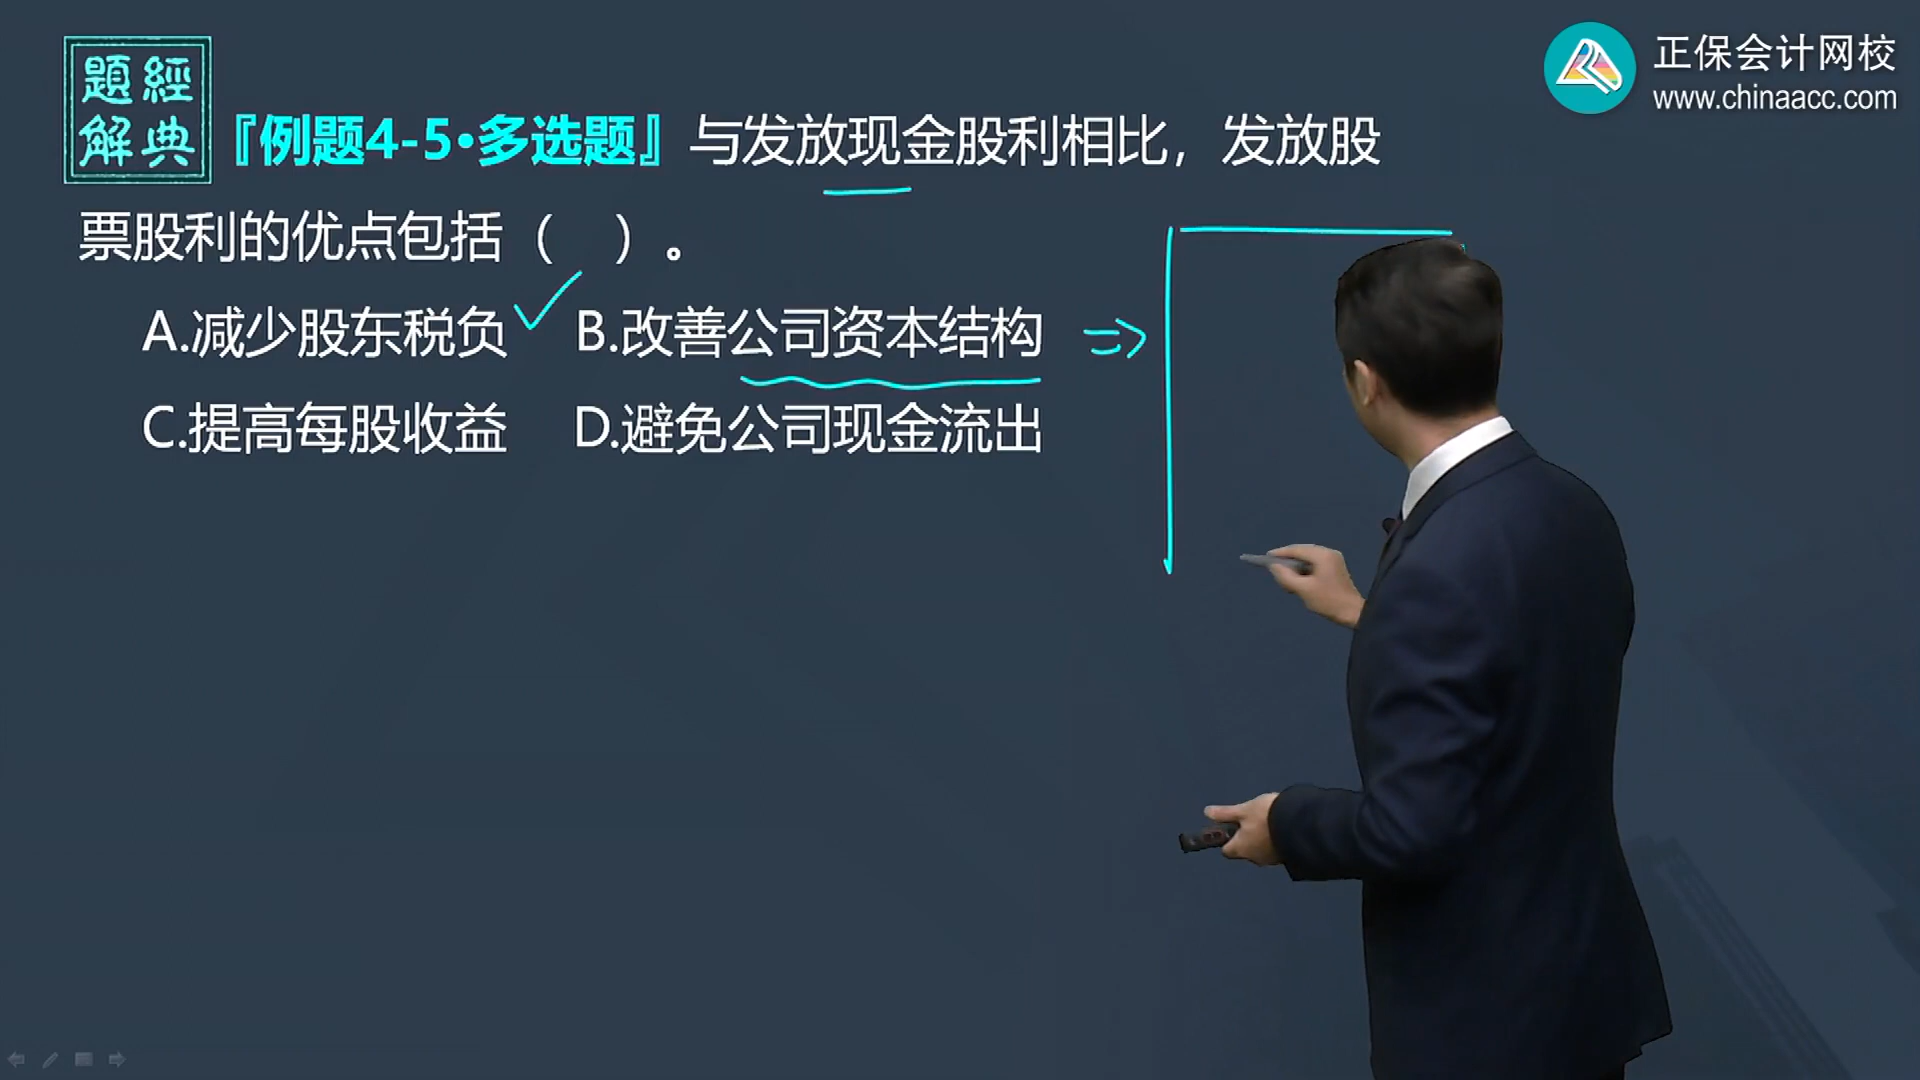 正保会计网校
www.chinaacc.com
經典
題解
『例题4-5·多选题』与发放现金股利相比，发放股
票股利的优点包括（ ）。
A.减少股东税负 B.改善公司资本结构
C.提高每股收益 D.避免公司现金流出